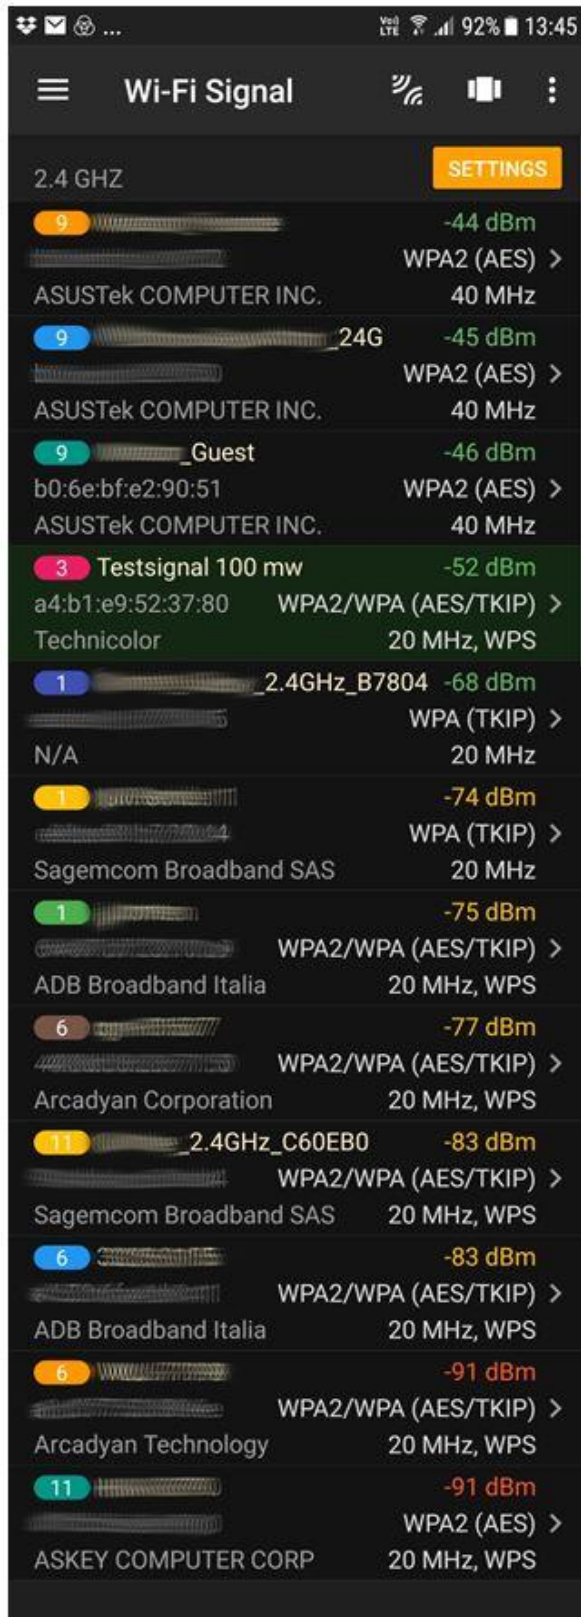 ... VoD LTE 92% 13:45
Wi-Fi Signal
2.4 GHZ SETTINGS
9 -44 dBm
WPA2 (AES) >
ASUSTek COMPUTER INC. 40 MHz
9 _24G -45 dBm
WPA2 (AES) >
ASUSTek COMPUTER INC. 40 MHz
9 _Guest -46 dBm
b0:6e:bf:e2:90:51 WPA2 (AES) >
ASUSTek COMPUTER INC. 40 MHz
3 Testsignal 100 mw -52 dBm
a4:b1:e9:52:37:80 WPA2/WPA (AES/TKIP) >
Technicolor 20 MHz, WPS
1 _2.4GHz_B7804 -68 dBm
WPA (TKIP) >
N/A 20 MHz
1 -74 dBm
WPA (TKIP) >
Sagemcom Broadband SAS 20 MHz
1 -75 dBm
WPA2/WPA (AES/TKIP) >
ADB Broadband Italia 20 MHz, WPS
6 -77 dBm
WPA2/WPA (AES/TKIP) >
Arcadyan Corporation 20 MHz, WPS
11 _2.4GHz_C60EB0 -83 dBm
WPA2/WPA (AES/TKIP) >
Sagemcom Broadband SAS 20 MHz, WPS
6 -83 dBm
WPA2/WPA (AES/TKIP) >
ADB Broadband Italia 20 MHz, WPS
6 -91 dBm
WPA2/WPA (AES/TKIP) >
Arcadyan Technology 20 MHz, WPS
11 -91 dBm
WPA2 (AES) >
ASKEY COMPUTER CORP 20 MHz, WPS